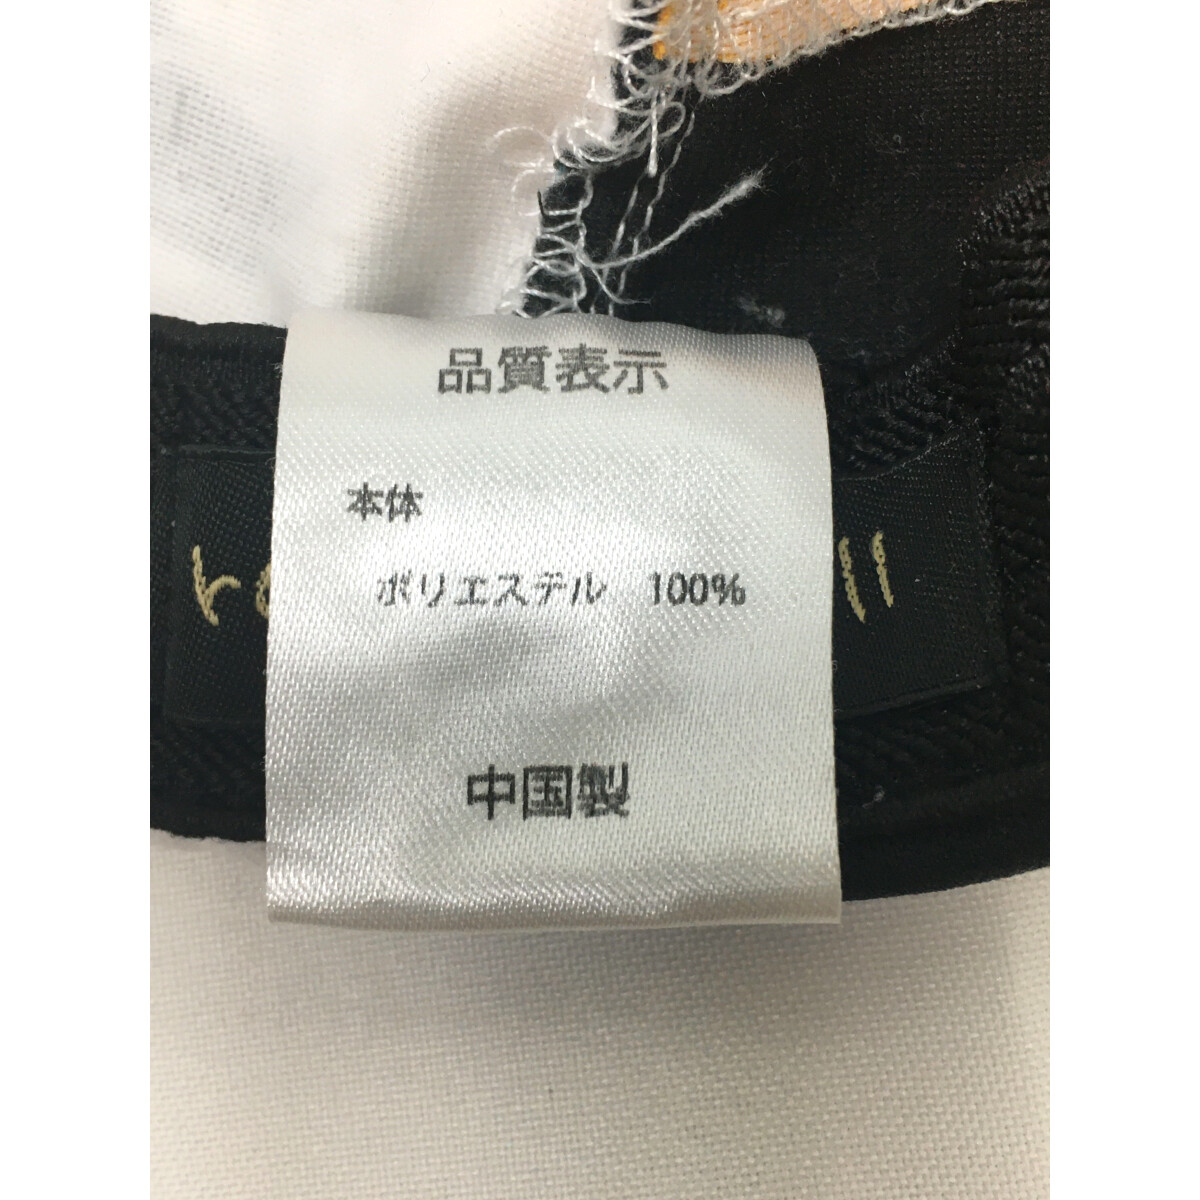 品質表示
本体
ポリエステル 100%
中国製